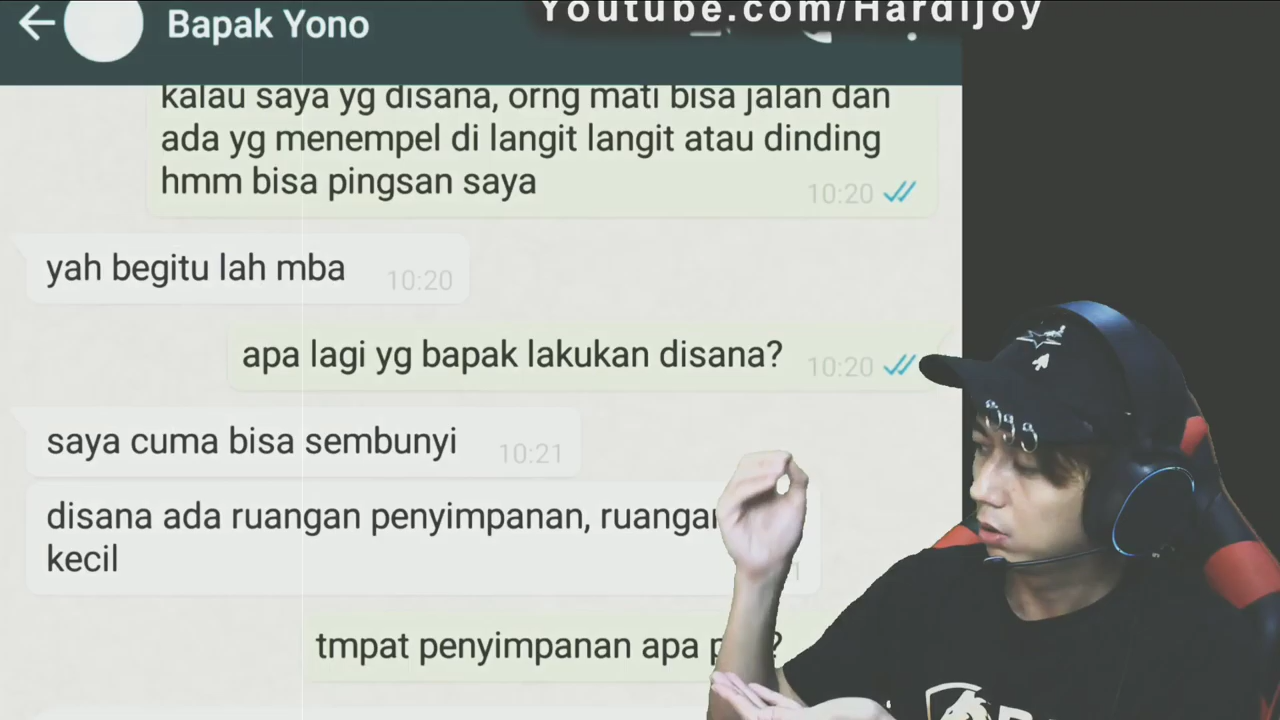 Youtube.com/Hardijoy
Bapak Yono
kalau saya yg disana, orng mati bisa jalan dan
ada yg menempel di langit langit atau dinding
hmm bisa pingsan saya
10:20
yah begitu lah mba
10:20
apa lagi yg bapak lakukan disana?
10:20
saya cuma bisa sembunyi
10:21
disana ada ruangan penyimpanan,
kecil
tmpat penyimpanan apa